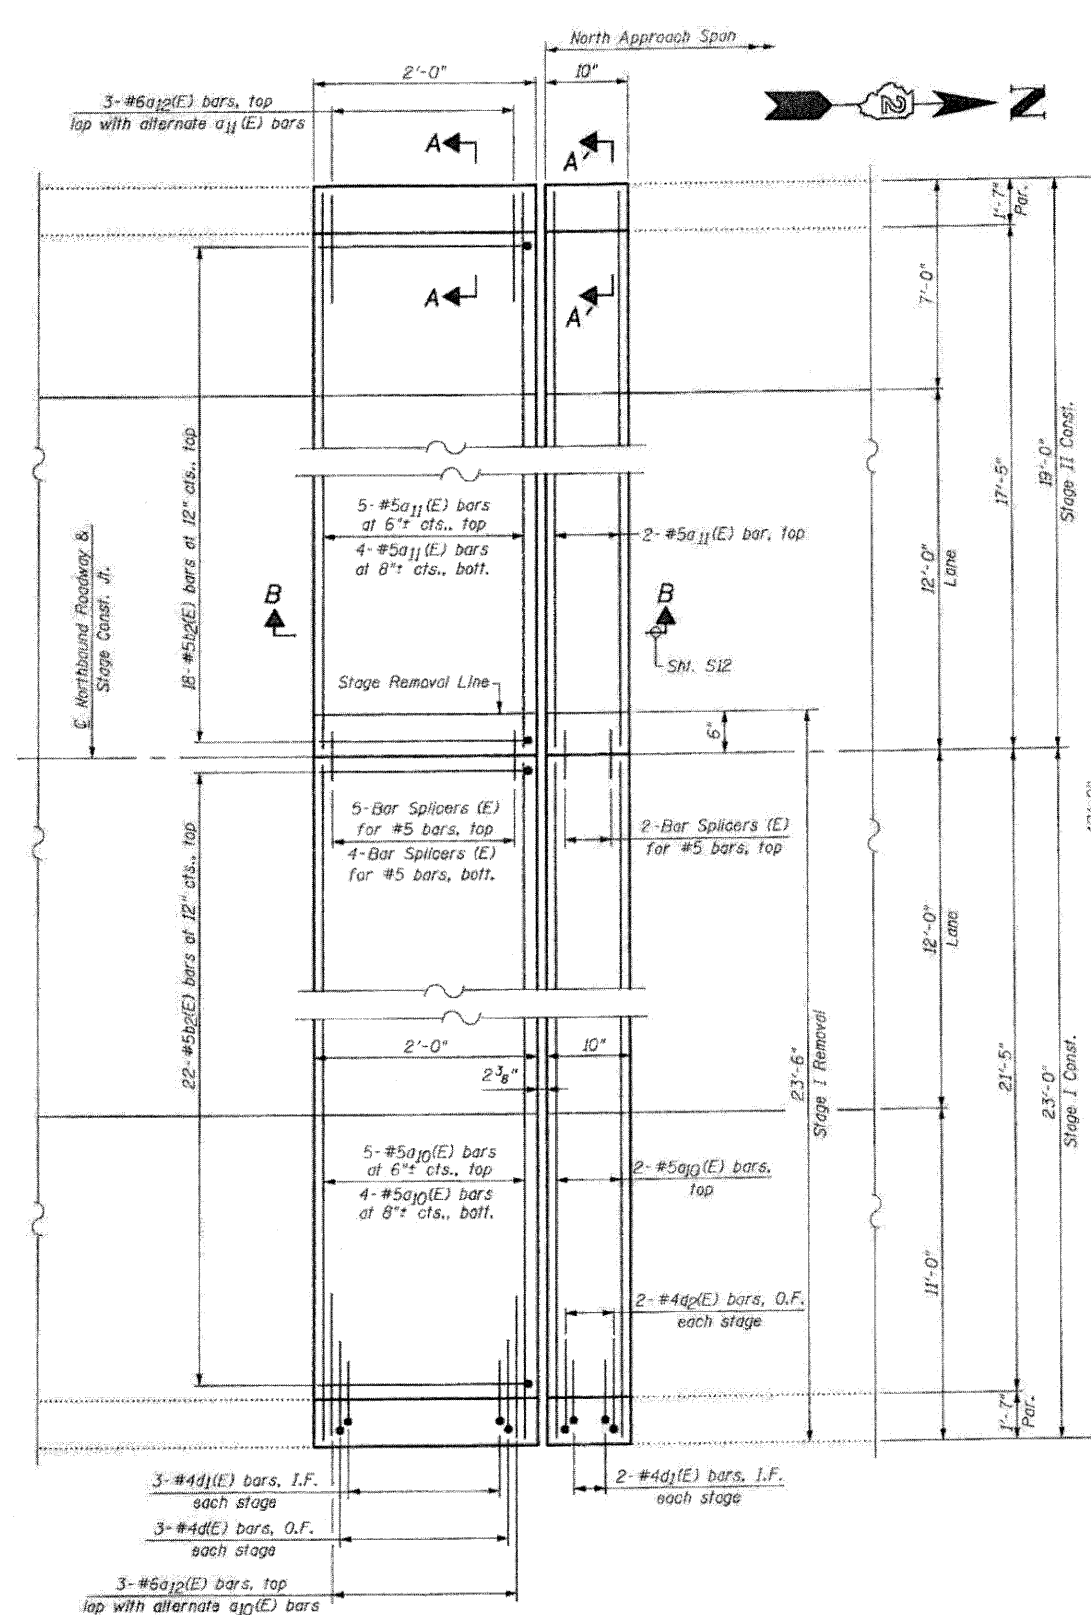 North Approach Span
2'-0"
10"
3-#6a12(E) bars, top
lap with alternate a11(E) bars
2
N
A
A'
1'-7"
Par.
A
A'
7'-0"
18-#5b2(E) bars at 12" cts., top
17'-5"
19'-0"
Stage II Const.
5-#5a11(E) bars
at 6"± cts., top
4-#5a11(E) bars
at 8"± cts., bott.
2-#5a11(E) bar, top
12'-0"
Lane
℄ Northbound Roadway &
Stage Const. Jt.
B
B
Sht. S12
Stage Removal Line
6"
5-Bar Splicers (E)
for #5 bars, top
4-Bar Splicers (E)
for #5 bars, bott.
2-Bar Splicers (E)
for #5 bars, top
22-#5b2(E) bars at 12" cts., top
12'-0"
Lane
2'-0"
10"
2 3/8"
23'-6"
Stage I Removal
21'-5"
23'-0"
Stage I Const.
5-#5a10(E) bars
at 6"± cts., top
4-#5a10(E) bars
at 8"± cts., bott.
2-#5a10(E) bars,
top
11'-0"
2-#4d2(E) bars, O.F.
each stage
1'-7"
Par.
3-#4d1(E) bars, I.F.
each stage
2-#4d1(E) bars, I.F.
each stage
3-#4d(E) bars, O.F.
each stage
3-#6a12(E) bars, top
lap with alternate a10(E) bars